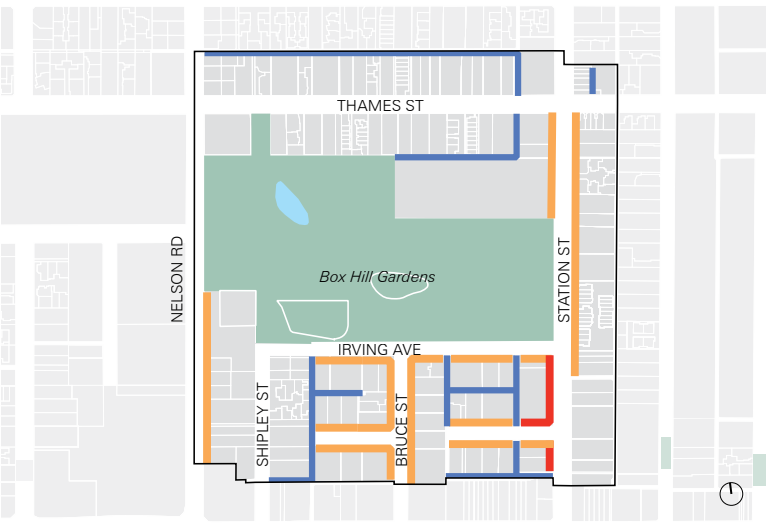 THAMES ST
NELSON RD
Box Hill Gardens
STATION ST
IRVING AVE
SHIPLEY ST
BRUCE ST